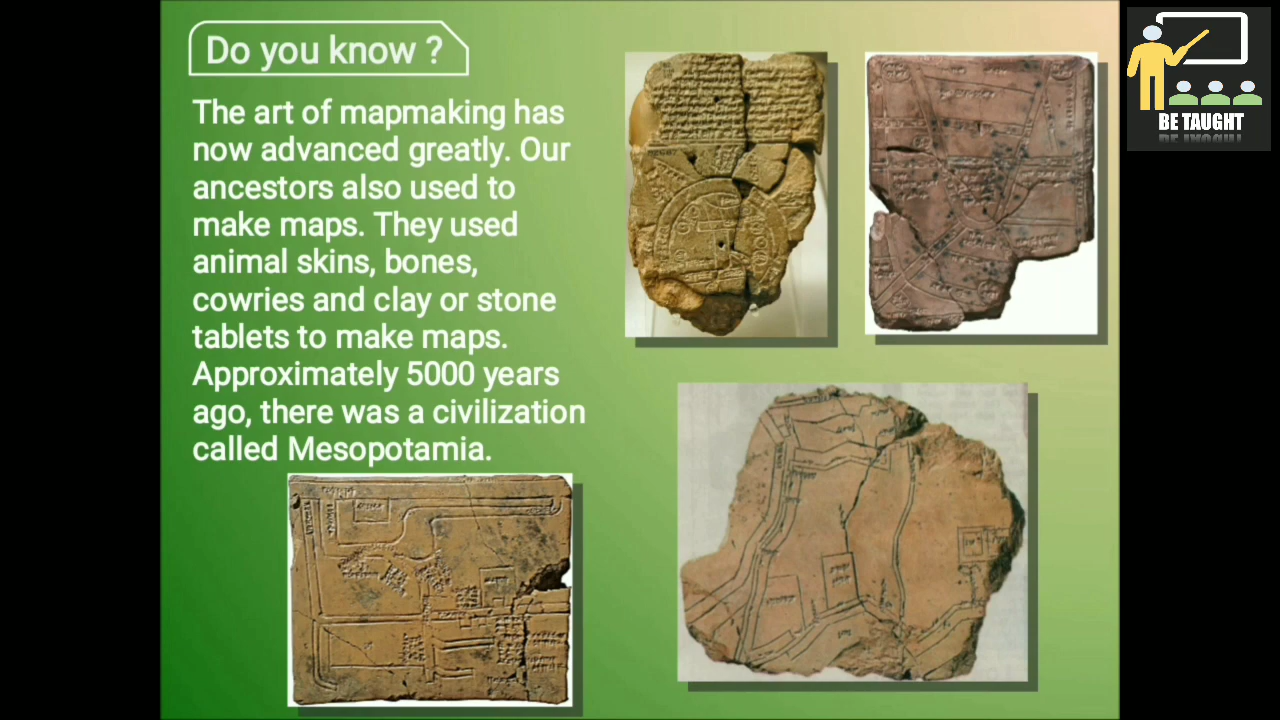 Do you know ?
The art of mapmaking has
now advanced greatly. Our
ancestors also used to
make maps. They used
animal skins, bones,
cowries and clay or stone
tablets to make maps.
Approximately 5000 years
ago, there was a civilization
called Mesopotamia.
BE TAUGHT